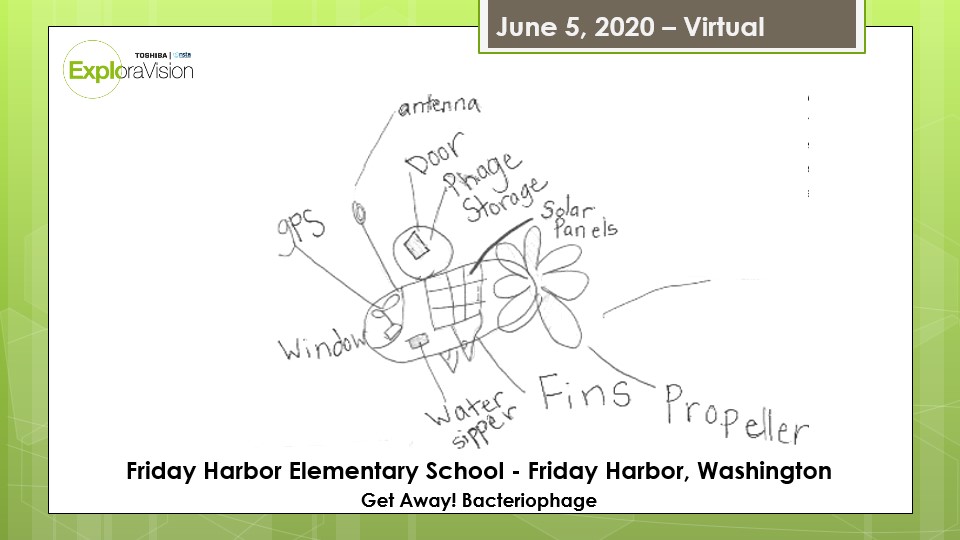 June 5, 2020 – Virtual
TOSHIBA | nsta
ExploraVision
antenna
Door
Phage
Storage
Solar
Panels
gPS
Window
Water
sipper
Fins
Propeller
Friday Harbor Elementary School - Friday Harbor, Washington
Get Away! Bacteriophage